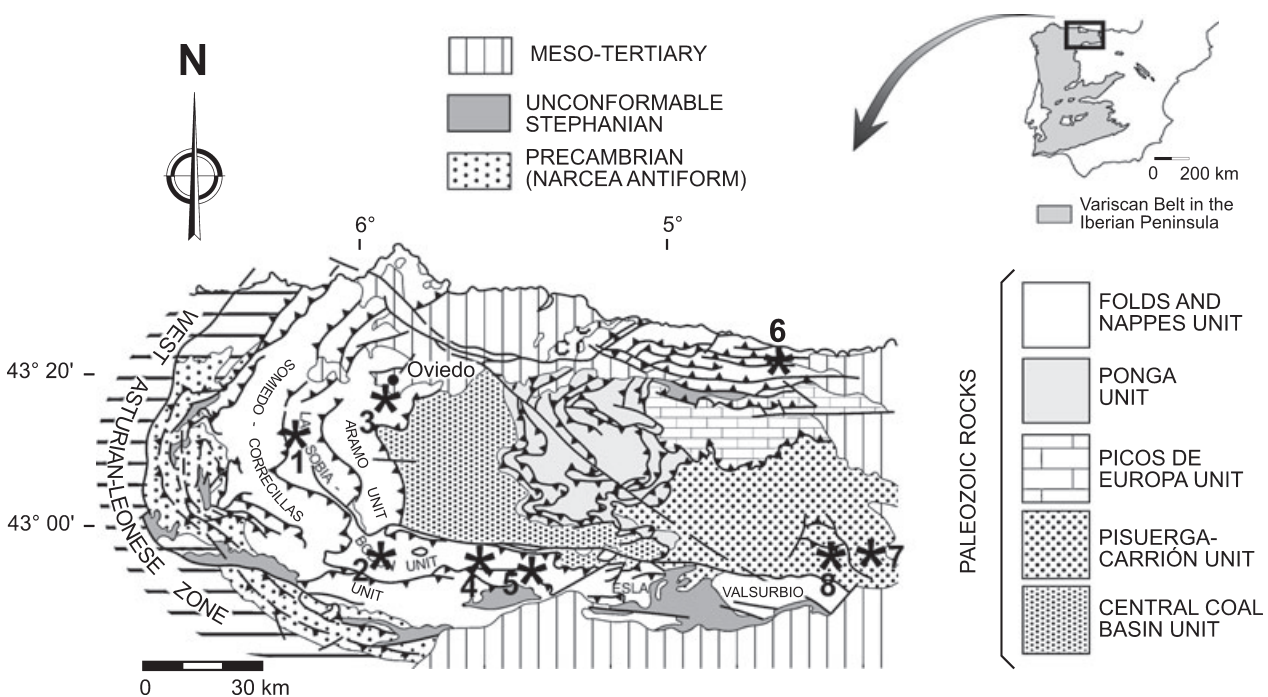 N
MESO-TERTIARY
UNCONFORMABLE
STEPHANIAN
PRECAMBRIAN
(NARCEA ANTIFORM)
0 200 km
Variscan Belt in the
Iberian Peninsula
6°
5°
43° 20'
43° 00'
WEST
ASTURIAN-LEONESE
ZONE
SOMIEDO -
CORRECILLAS
UNIT
LA SOBIA -
UNIT
ARAMO
UNIT
Óviedo
ESLA
VALSURBIO
1
2
3
4
5
6
7
8
0 30 km
PALEOZOIC ROCKS
FOLDS AND
NAPPES UNIT
PONGA
UNIT
PICOS DE
EUROPA UNIT
PISUERGA-
CARRIÓN UNIT
CENTRAL COAL
BASIN UNIT